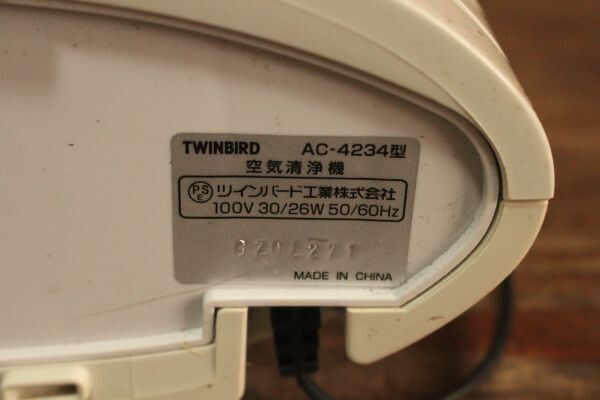 TWINBIRD AC-4234型
空気清浄機
PSE ツインバード工業株式会社
100V 30/26W 50/60Hz
MADE IN CHINA